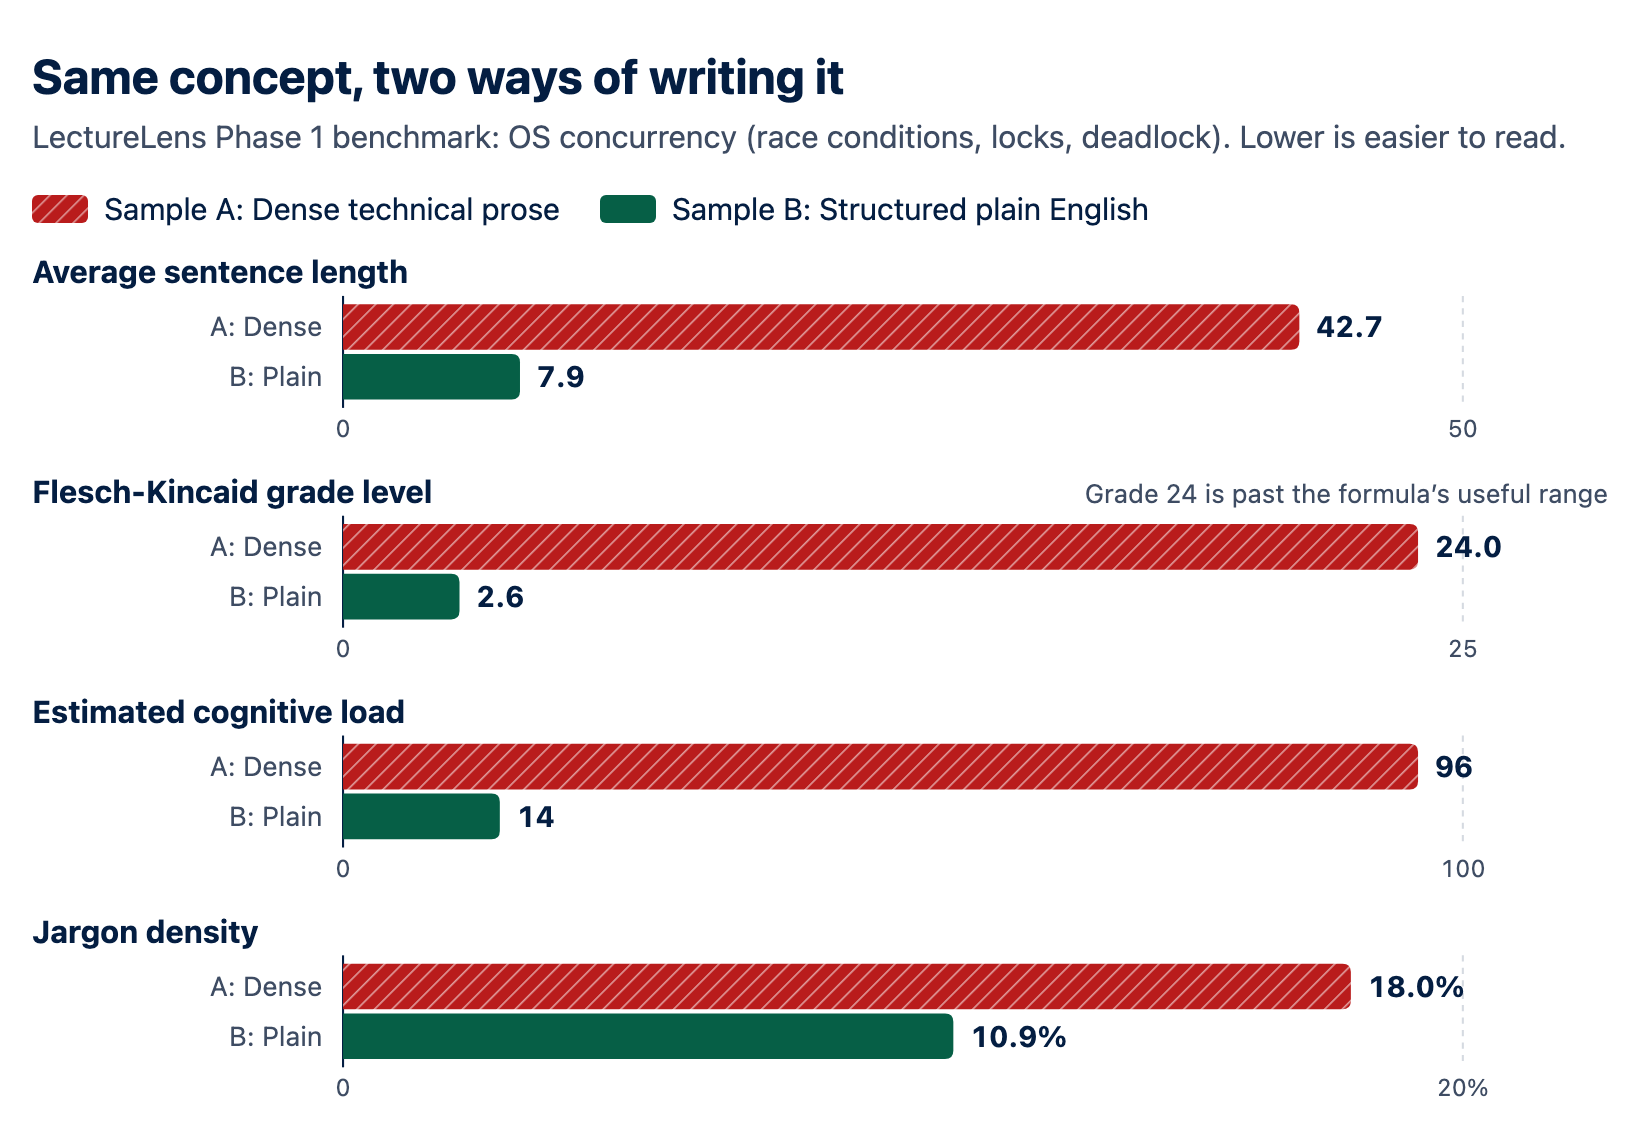 Same concept, two ways of writing it
LectureLens Phase 1 benchmark: OS concurrency (race conditions, locks, deadlock). Lower is easier to read.
Sample A: Dense technical prose Sample B: Structured plain English
Average sentence length
A: Dense 42.7
B: Plain 7.9
0 50
Flesch-Kincaid grade level Grade 24 is past the formula’s useful range
A: Dense 24.0
B: Plain 2.6
0 25
Estimated cognitive load
A: Dense 96
B: Plain 14
0 100
Jargon density
A: Dense 18.0%
B: Plain 10.9%
0 20%